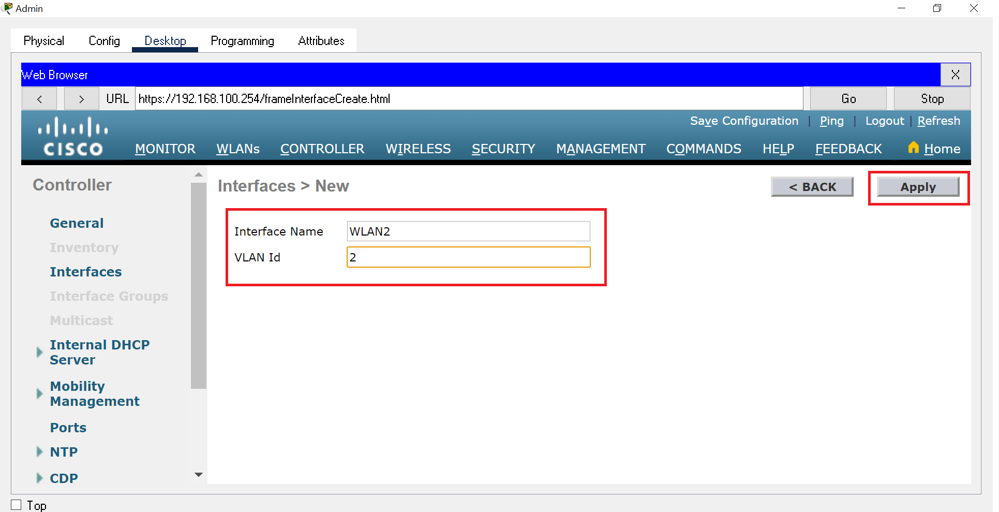 Admin
Physical Config Desktop Programming Attributes
Web Browser X
< > URL https://192.168.100.254/frameInterfaceCreate.html Go Stop
Save Configuration | Ping | Logout | Refresh
CISCO MONITOR WLANs CONTROLLER WIRELESS SECURITY MANAGEMENT COMMANDS HELP FEEDBACK Home
Controller
General
Inventory
Interfaces
Interface Groups
Multicast
Internal DHCP
Server
Mobility
Management
Ports
NTP
CDP
Interfaces > New < BACK Apply
Interface Name WLAN2
VLAN Id 2
Top